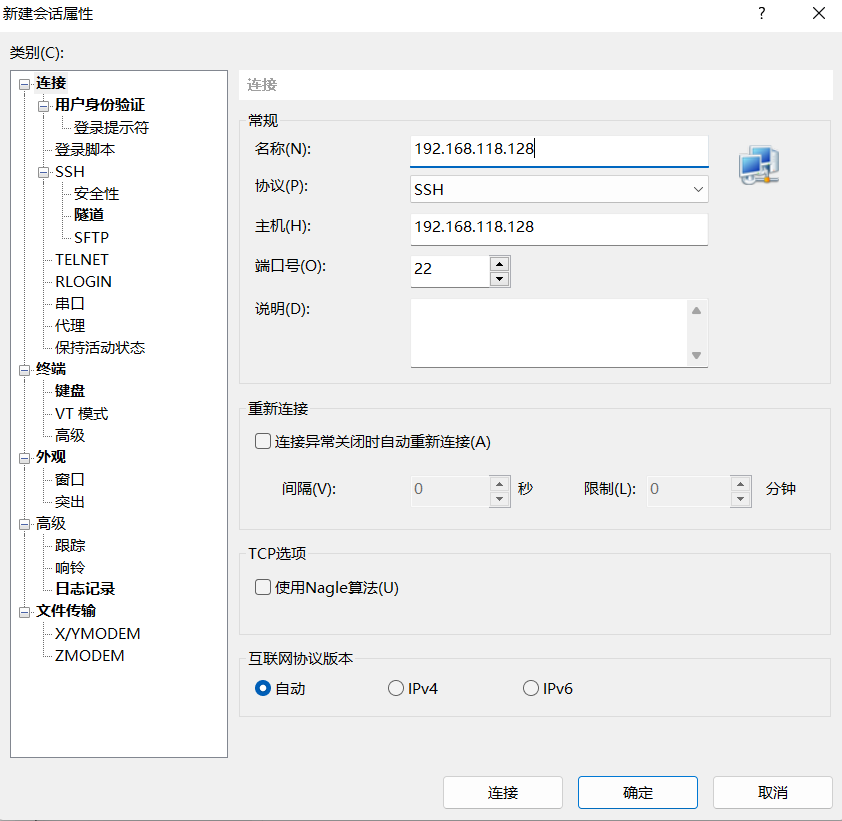 新建会话属性
?
类别(C):
连接
用户身份验证
登录提示符
登录脚本
SSH
安全性
隧道
SFTP
TELNET
RLOGIN
串口
代理
保持活动状态
终端
键盘
VT 模式
高级
外观
窗口
突出
高级
跟踪
响铃
日志记录
文件传输
X/YMODEM
ZMODEM
连接
常规
名称(N): 192.168.118.128
协议(P): SSH
主机(H): 192.168.118.128
端口号(O): 22
说明(D):
重新连接
连接异常关闭时自动重新连接(A)
间隔(V): 0 秒 限制(L): 0 分钟
TCP选项
使用Nagle算法(U)
互联网协议版本
自动 IPv4 IPv6
连接 确定 取消